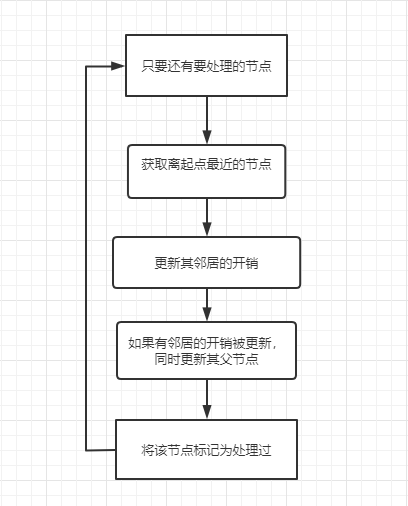 只要还有要处理的节点
获取离起点最近的节点
更新其邻居的开销
如果有邻居的开销被更新，
同时更新其父节点
将该节点标记为处理过